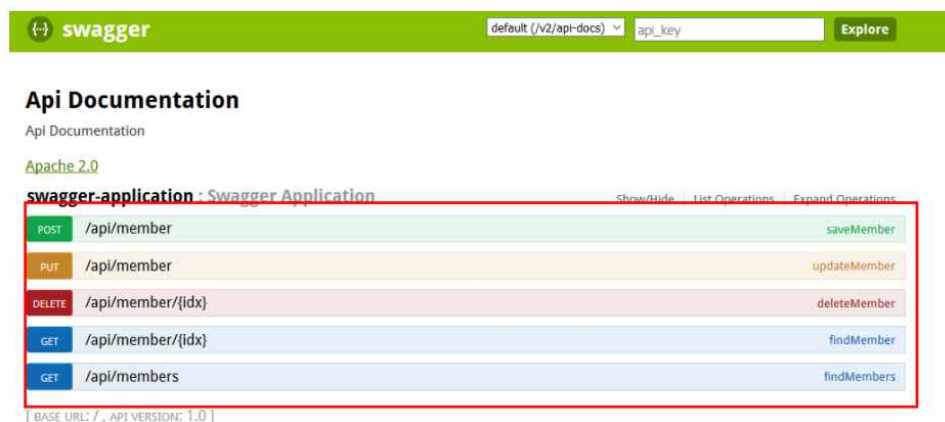 {···} swagger default (/v2/api-docs) api_key Explore
Api Documentation
Api Documentation
Apache 2.0
swagger-application : Swagger Application Show/Hide List Operations Expand Operations
POST /api/member saveMember
PUT /api/member updateMember
DELETE /api/member/{idx} deleteMember
GET /api/member/{idx} findMember
GET /api/members findMembers
[ BASE URL: / , API VERSION: 1.0 ]